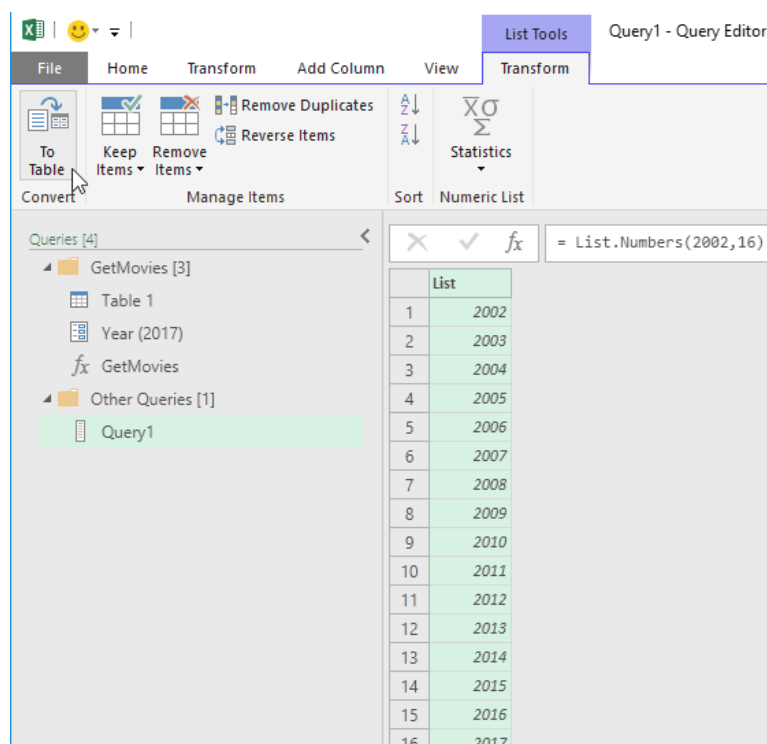 List Tools
Query1 - Query Editor
File Home Transform Add Column View Transform
To Table
Keep Items
Remove Items
Remove Duplicates
Reverse Items
Statistics
Convert
Manage Items
Sort
Numeric List
Queries [4]
GetMovies [3]
Table 1
Year (2017)
fx GetMovies
Other Queries [1]
Query1
fx = List.Numbers(2002,16)
List
1 2002
2 2003
3 2004
4 2005
5 2006
6 2007
7 2008
8 2009
9 2010
10 2011
11 2012
12 2013
13 2014
14 2015
15 2016
16 2017